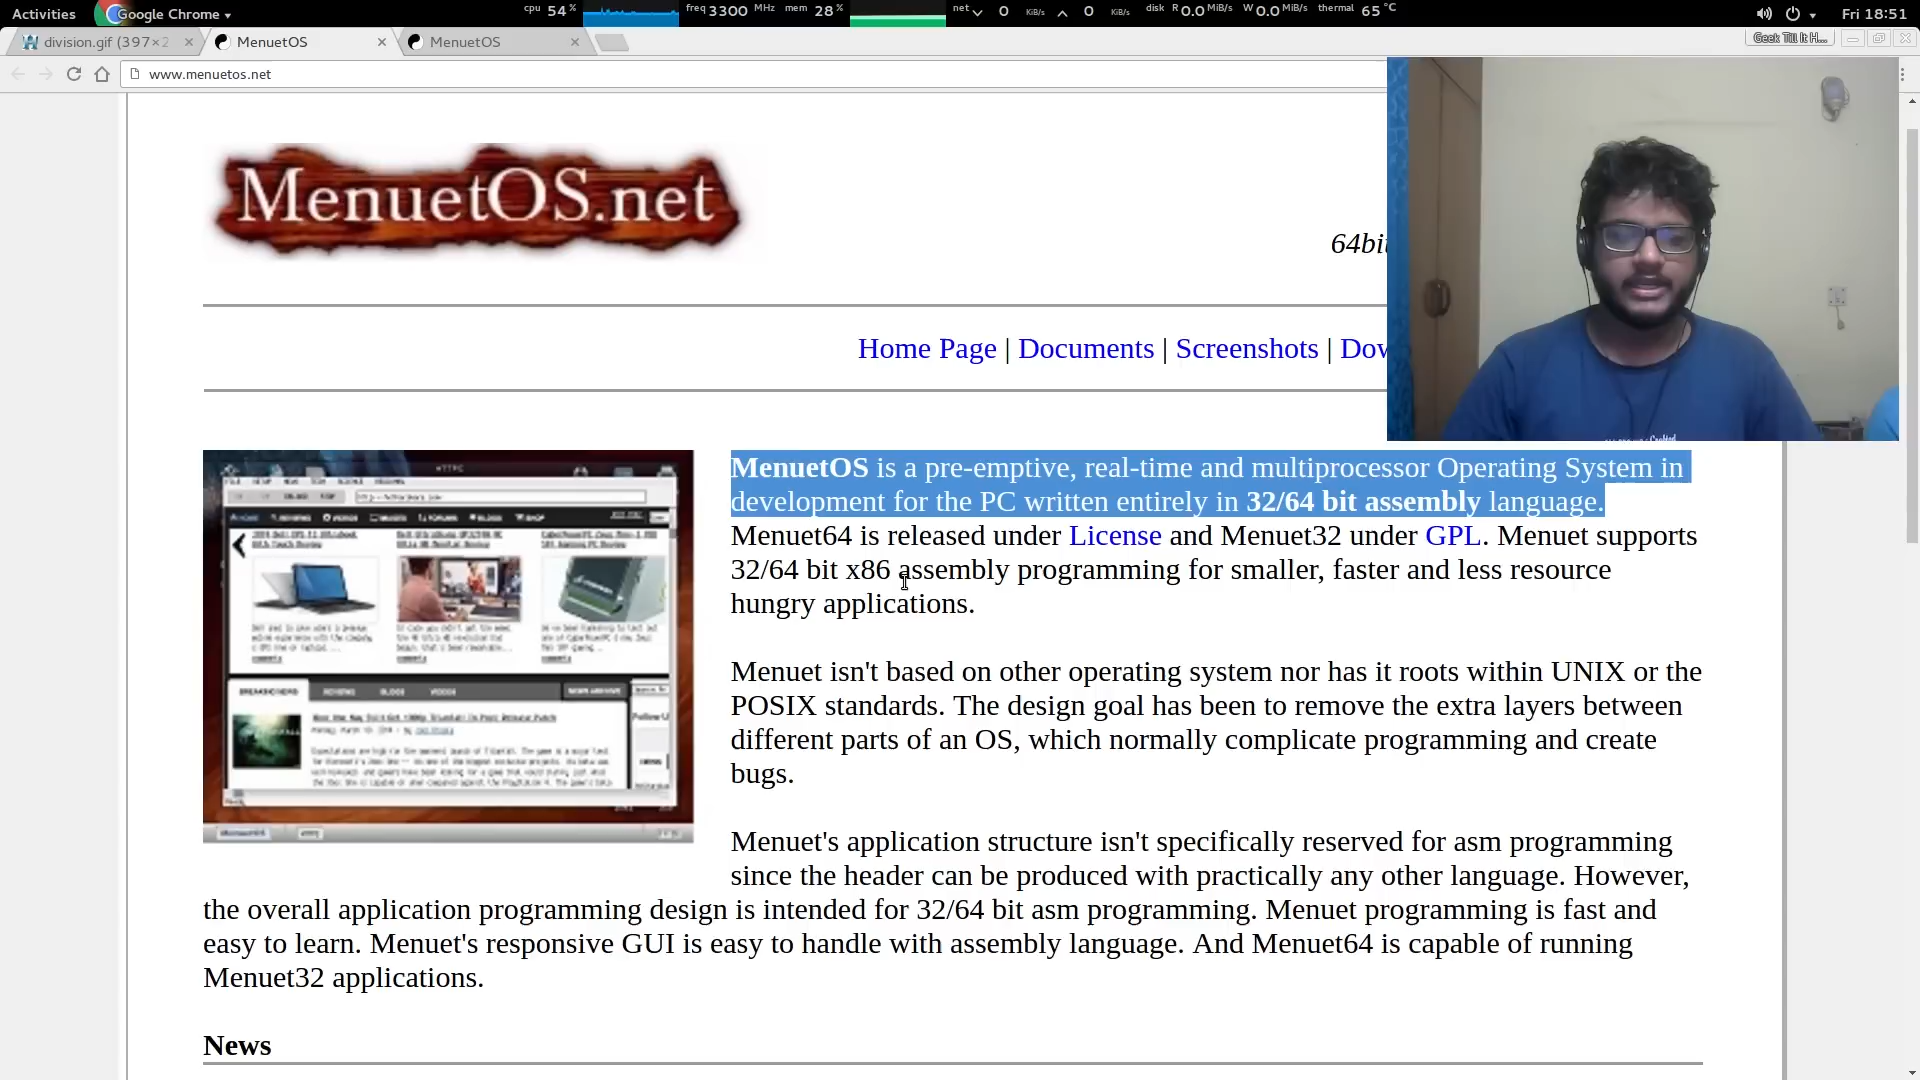 Activities Google Chrome cpu 54 % freq 3300 MHz mem 28 % net 0 KiB/s 0 KiB/s disk R 0.0 MiB/s W 0.0 MiB/s thermal 65 °C Fri 18:51
division.gif (397×2 MenuetOS MenuetOS Geek Till It H...
www.menuetos.net
MenuetOS.net
64bit
Home Page | Documents | Screenshots | Dow
MenuetOS is a pre-emptive, real-time and multiprocessor Operating System in
development for the PC written entirely in 32/64 bit assembly language.
Menuet64 is released under License and Menuet32 under GPL. Menuet supports
32/64 bit x86 assembly programming for smaller, faster and less resource
hungry applications.
Menuet isn't based on other operating system nor has it roots within UNIX or the
POSIX standards. The design goal has been to remove the extra layers between
different parts of an OS, which normally complicate programming and create
bugs.
Menuet's application structure isn't specifically reserved for asm programming
since the header can be produced with practically any other language. However,
the overall application programming design is intended for 32/64 bit asm programming. Menuet programming is fast and
easy to learn. Menuet's responsive GUI is easy to handle with assembly language. And Menuet64 is capable of running
Menuet32 applications.
News